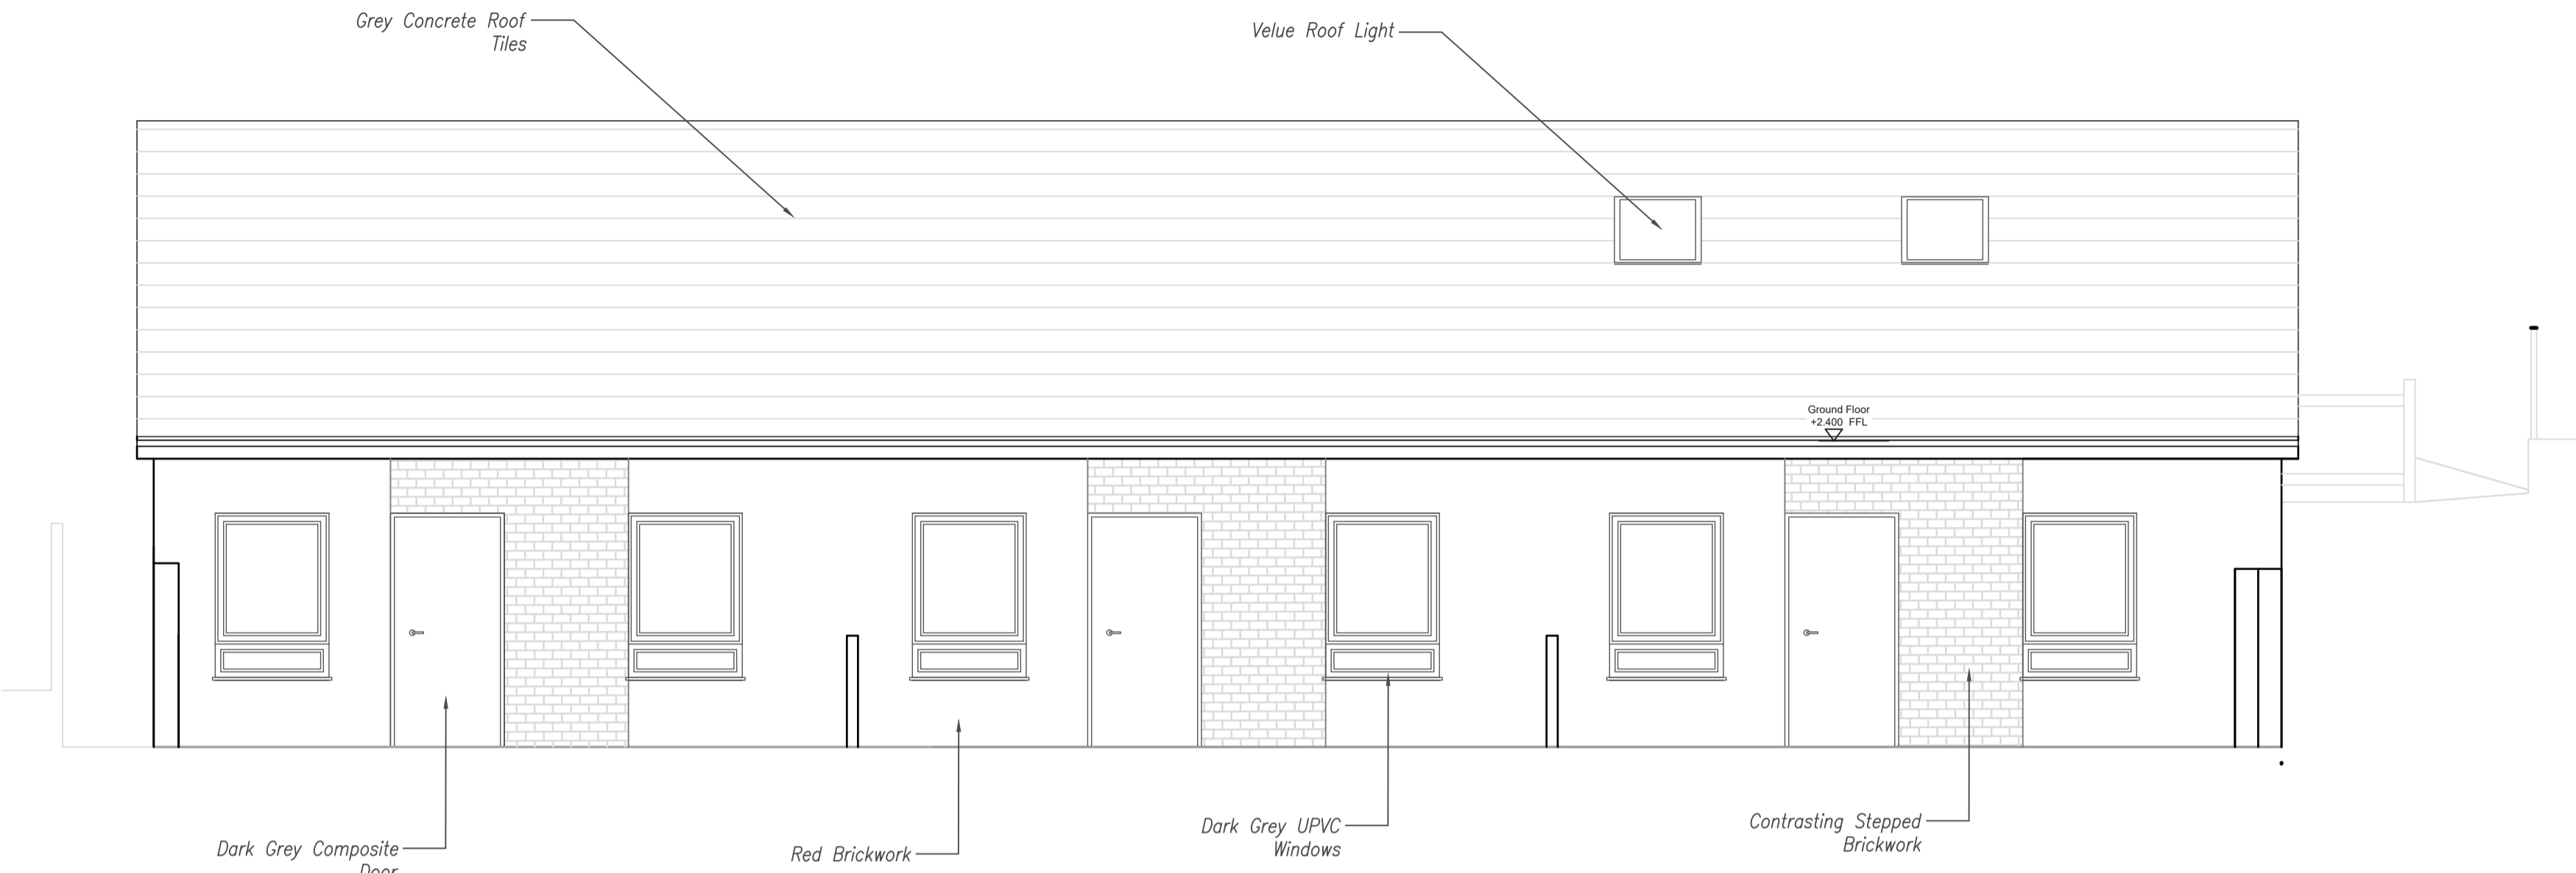 Grey Concrete Roof
Tiles
Velue Roof Light
Ground Floor
+2.400 FFL
Dark Grey Composite
Door
Red Brickwork
Dark Grey UPVC
Windows
Contrasting Stepped
Brickwork